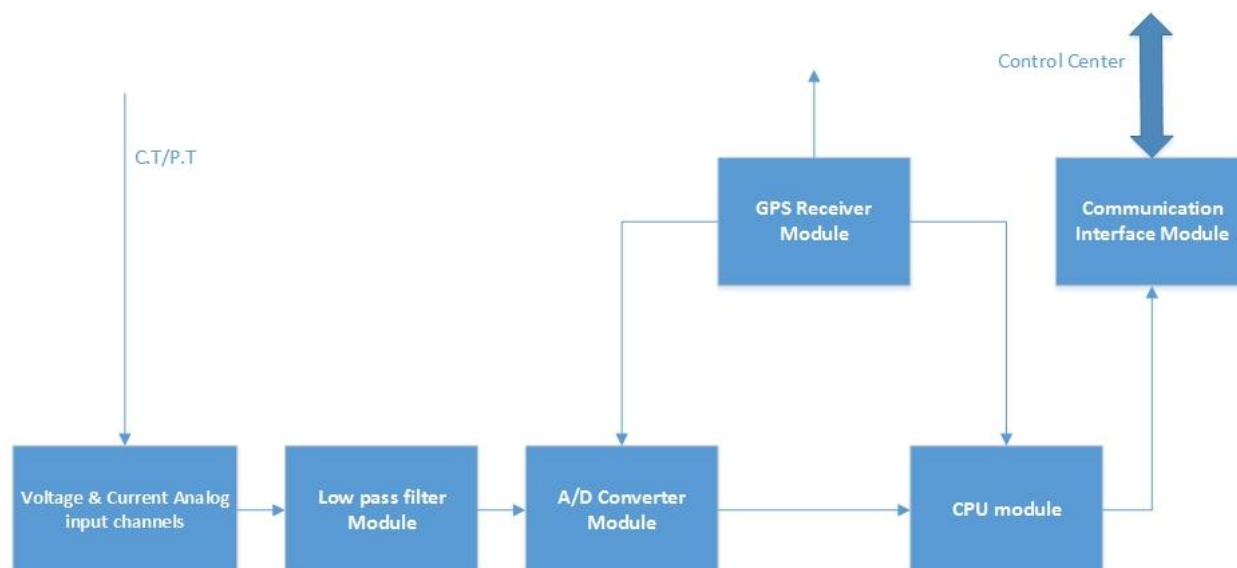 Control Center
C.T/P.T
GPS Receiver
Module
Communication
Interface Module
Voltage & Current Analog
input channels
Low pass filter
Module
A/D Converter
Module
CPU module